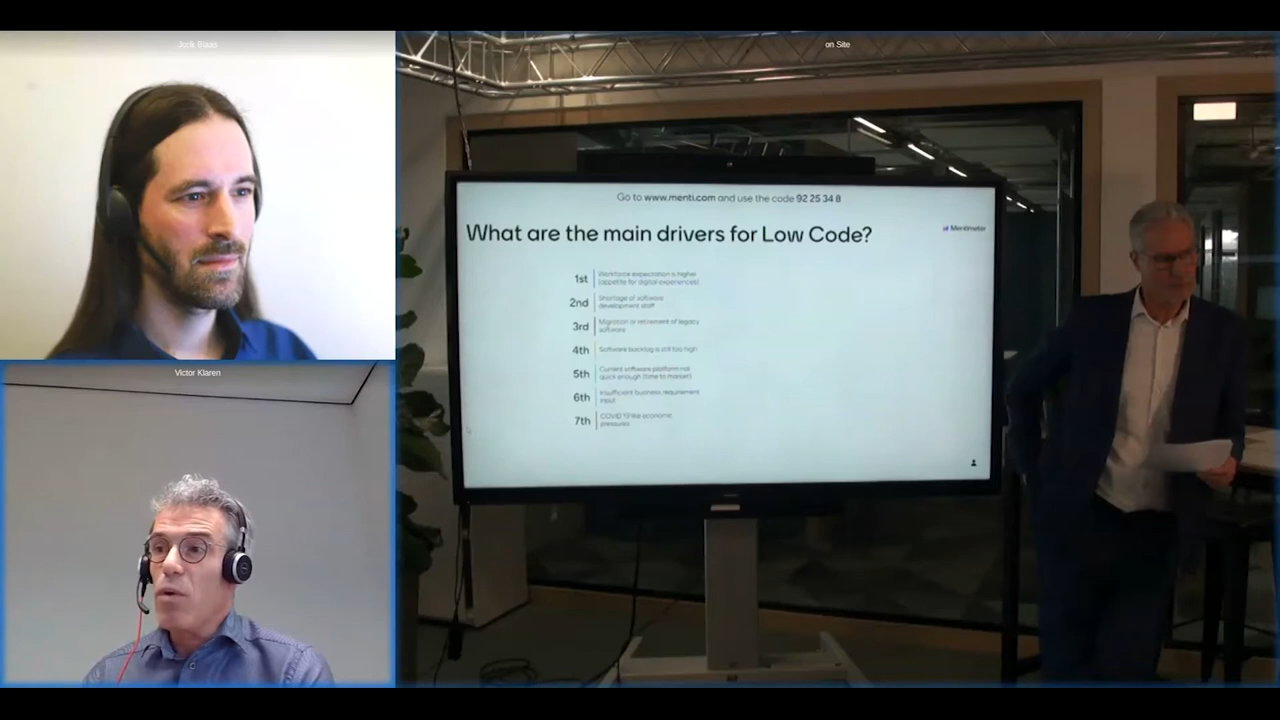 on Site
Victor Klaren
Go to www.menti.com and use the code 92 25 34 8
What are the main drivers for Low Code?
Mentimeter
1st
Workforce expectation is higher
(appetite for digital experiences)
2nd
Shortage of software
development staff
3rd
Migration or retirement of legacy
software
4th
Software backlog is still too high
5th
Current software platform not
quick enough (time to market)
6th
Insufficient business requirement
input
7th
COVID 19 like economic
pressures